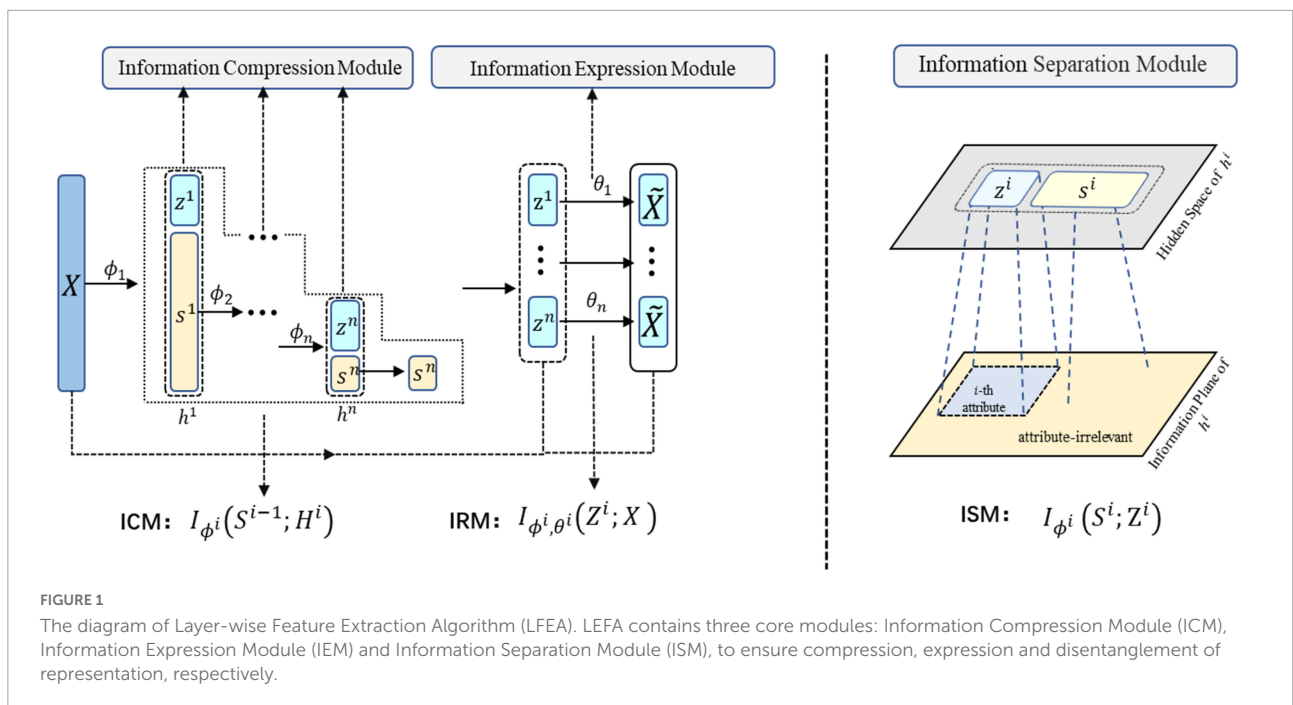 Information Compression Module
Information Expression Module
Information Separation Module
X
ϕ₁
z¹
s¹
h¹
ϕ₂
•••
•••
ϕₙ
zⁿ
sⁿ
hⁿ
sⁿ
z¹
zⁿ
θ₁
θₙ
X̃
X̃
zⁱ
sⁱ
Hidden Space of hⁱ
i-th
attribute
attribute-irrelevant
Information Plane of
hⁱ
ICM: I_ϕⁱ(Sⁱ⁻¹; Hⁱ)
IRM: I_ϕⁱ,θⁱ(Zⁱ; X)
ISM: I_ϕⁱ (Sⁱ; Zⁱ)
FIGURE 1
The diagram of Layer-wise Feature Extraction Algorithm (LFEA). LEFA contains three core modules: Information Compression Module (ICM),
Information Expression Module (IEM) and Information Separation Module (ISM), to ensure compression, expression and disentanglement of
representation, respectively.